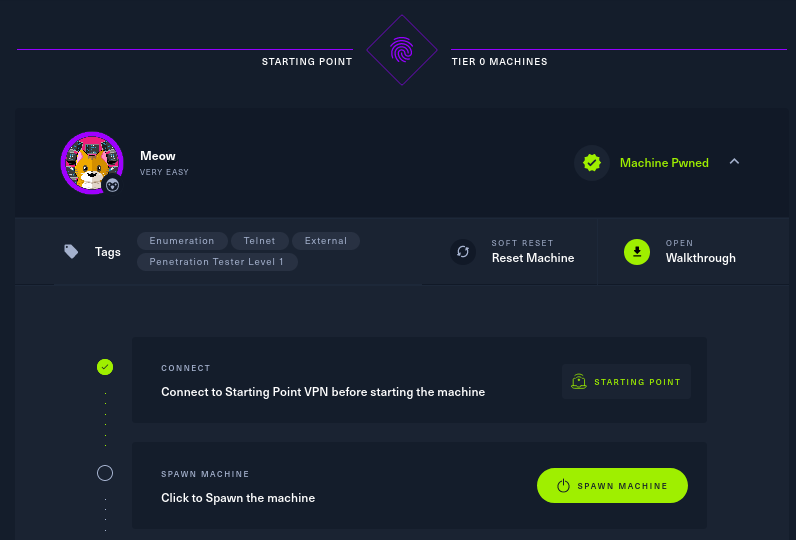 STARTING POINT
TIER 0 MACHINES
Meow
VERY EASY
Machine Pwned
Tags
Enumeration
Telnet
External
Penetration Tester Level 1
SOFT RESET
Reset Machine
OPEN
Walkthrough
CONNECT
Connect to Starting Point VPN before starting the machine
STARTING POINT
SPAWN MACHINE
Click to Spawn the machine
SPAWN MACHINE